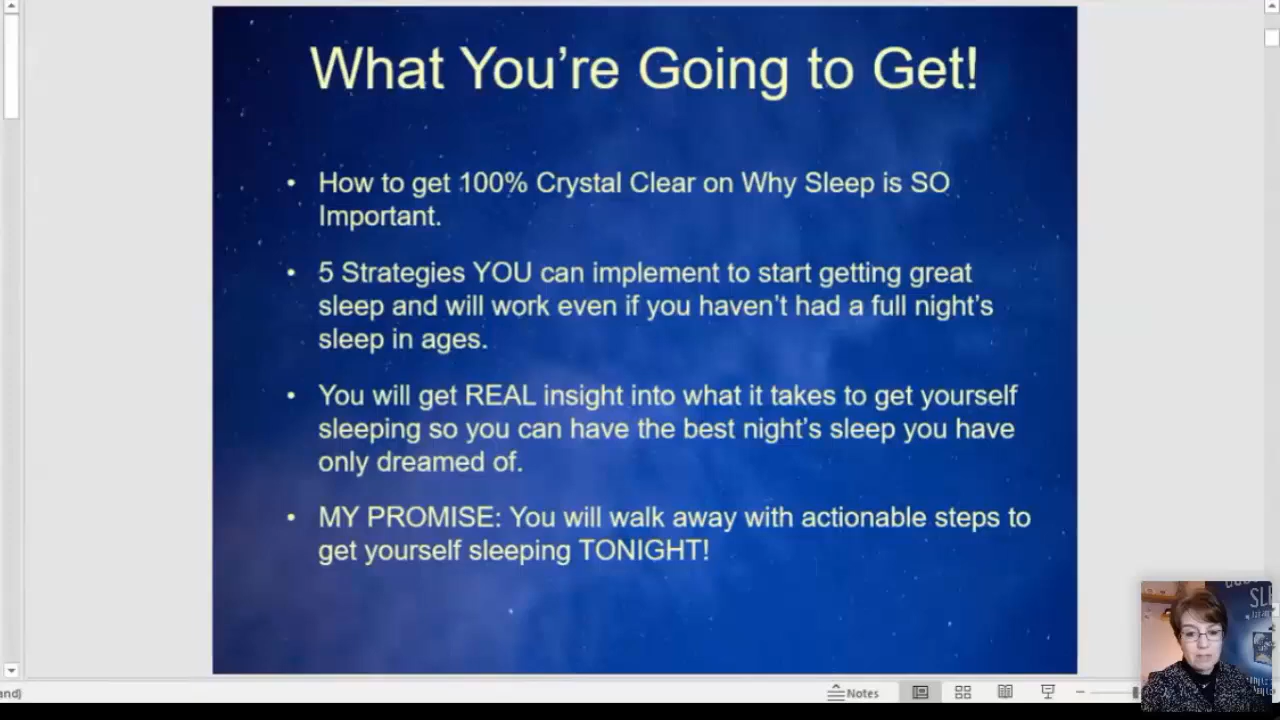 What You're Going to Get!
• How to get 100% Crystal Clear on Why Sleep is SO
Important.
• 5 Strategies YOU can implement to start getting great
sleep and will work even if you haven't had a full night's
sleep in ages.
• You will get REAL insight into what it takes to get yourself
sleeping so you can have the best night's sleep you have
only dreamed of.
• MY PROMISE: You will walk away with actionable steps to
get yourself sleeping TONIGHT!
and)
Notes